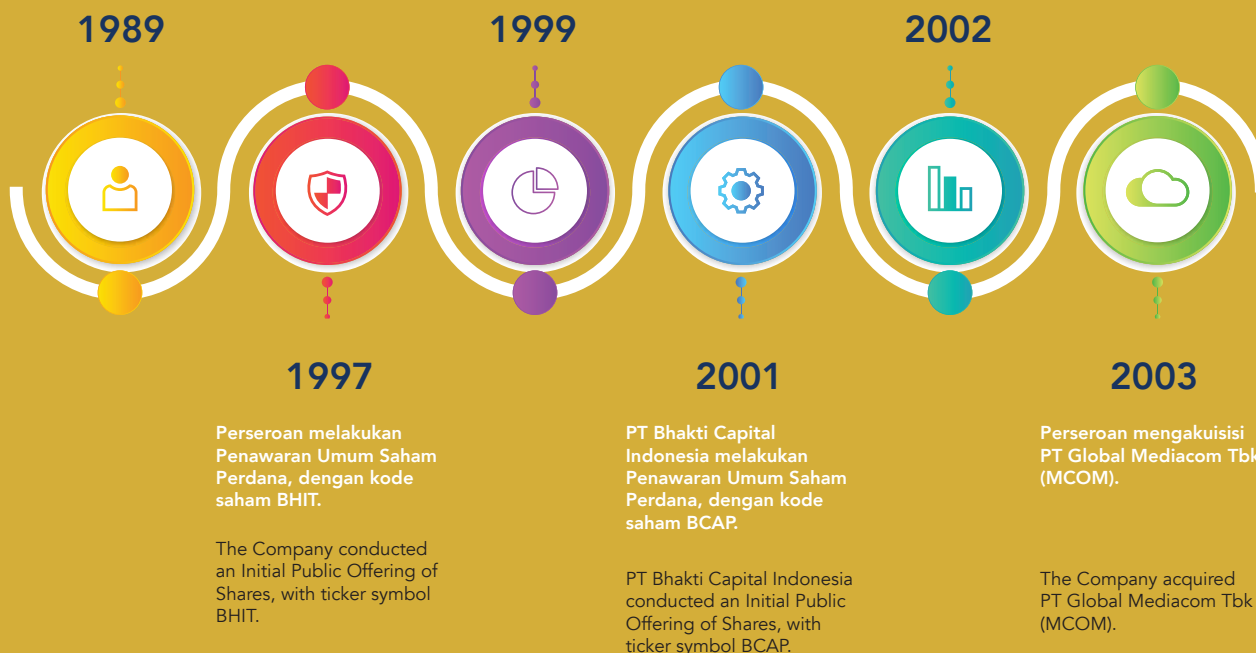 1989
1999
2002
1997
Perseroan melakukan
Penawaran Umum Saham
Perdana, dengan kode
saham BHIT.
The Company conducted
an Initial Public Offering of
Shares, with ticker symbol
BHIT.
2001
PT Bhakti Capital
Indonesia melakukan
Penawaran Umum Saham
Perdana, dengan kode
saham BCAP.
PT Bhakti Capital Indonesia
conducted an Initial Public
Offering of Shares, with
ticker symbol BCAP.
2003
Perseroan mengakuisisi
PT Global Mediacom Tbk
(MCOM).
The Company acquired
PT Global Mediacom Tbk
(MCOM).